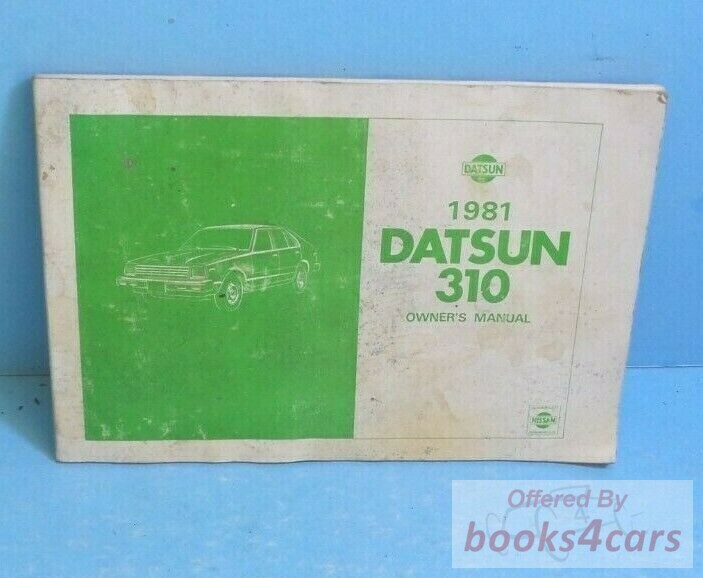 DATSUN
1981
DATSUN
310
OWNER'S MANUAL
NISSAN
Offered By
books4cars